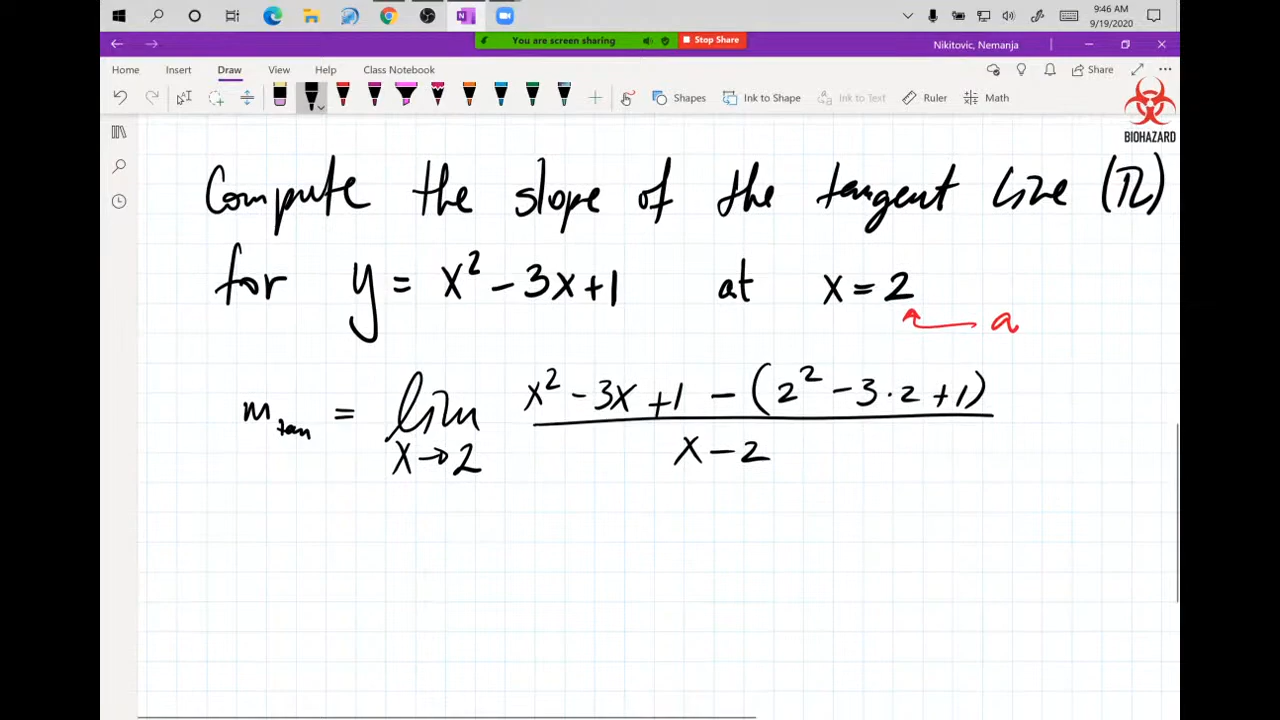 9:46 AM
9/19/2020
You are screen sharing
Stop Share
Nikitovic, Nemanja
Home Insert Draw View Help Class Notebook
Share
Shapes Ink to Shape Ink to Text Ruler Math
BIOHAZARD
Compute the slope of the tangent line
for y = x² - 3x + 1 at x = 2
a
m_tan = lim x→2 (x² - 3x + 1 - (2² - 3·2 + 1)) / (x - 2)